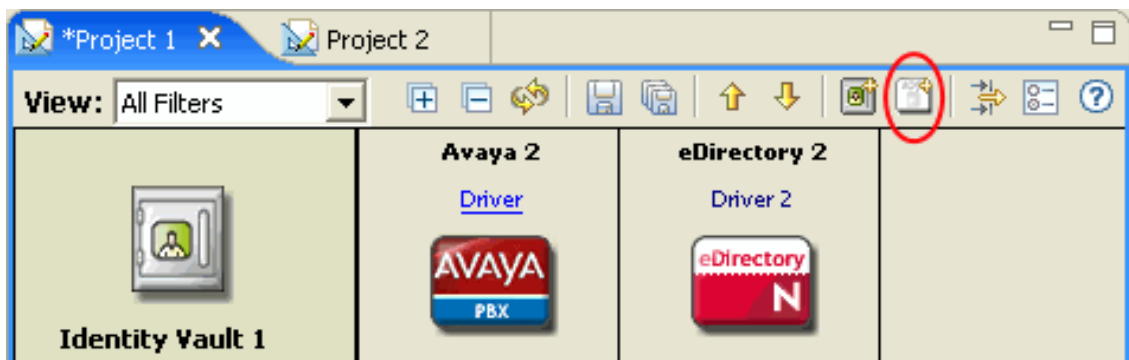 *Project 1
Project 2
View: All Filters
Avaya 2
eDirectory 2
Driver
Driver 2
AVAYA
PBX
eDirectory
N
Identity Vault 1